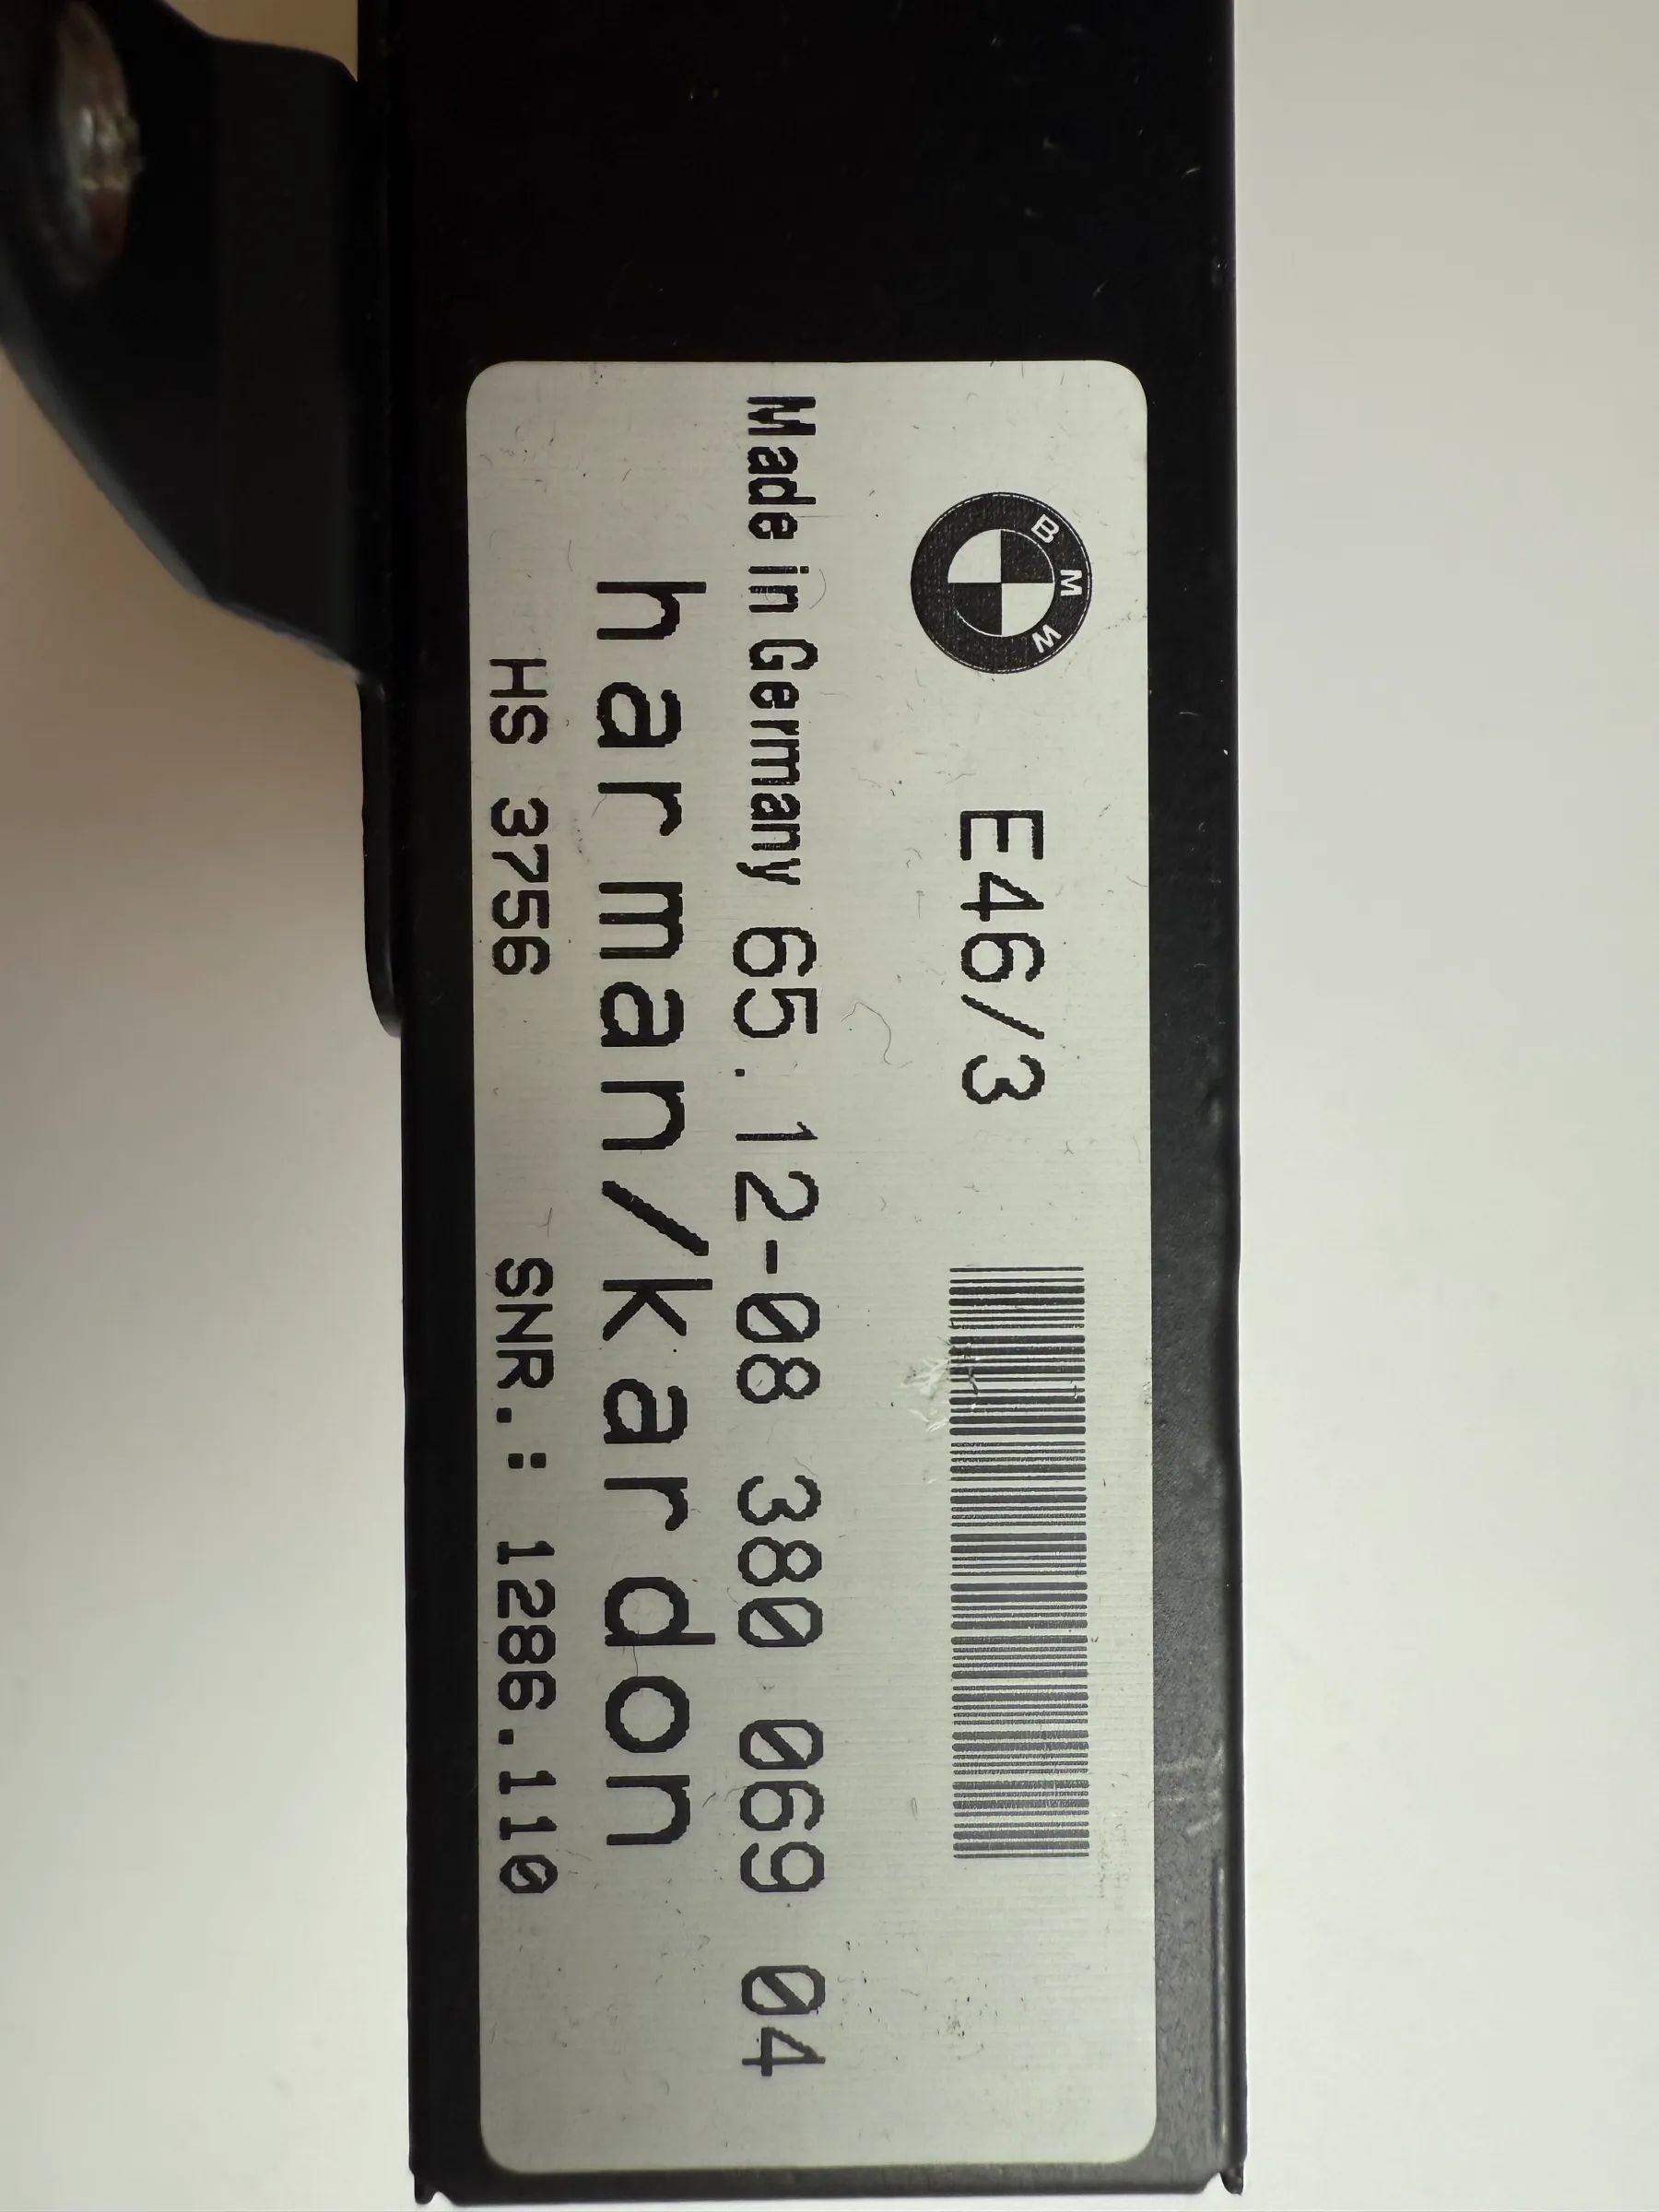 BMW
E46/3
Made in Germany 65.12-08 380 069 04
harman/kardon
HS 3756 SNR.: 1286.110